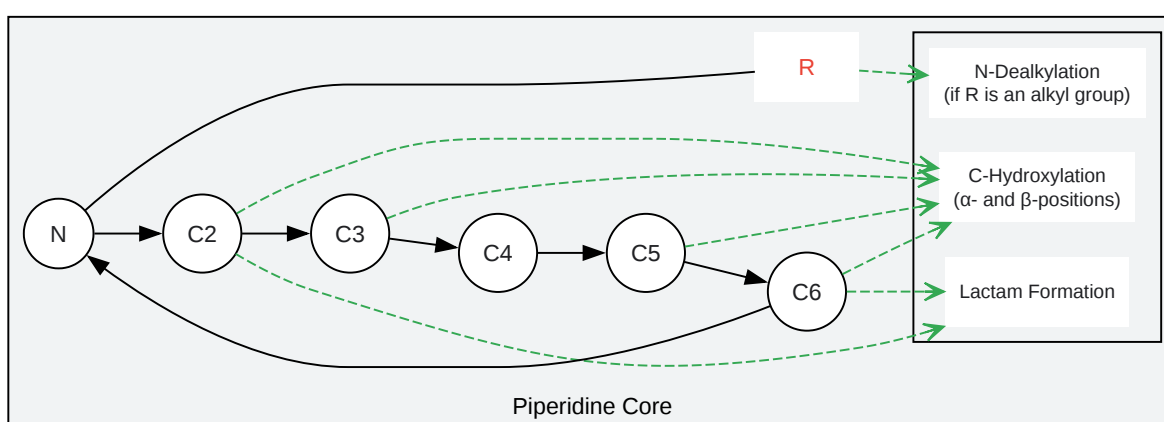 R
N-Dealkylation
(if R is an alkyl group)
C-Hydroxylation
(α- and β-positions)
N
C2
C3
C4
C5
C6
Lactam Formation
Piperidine Core